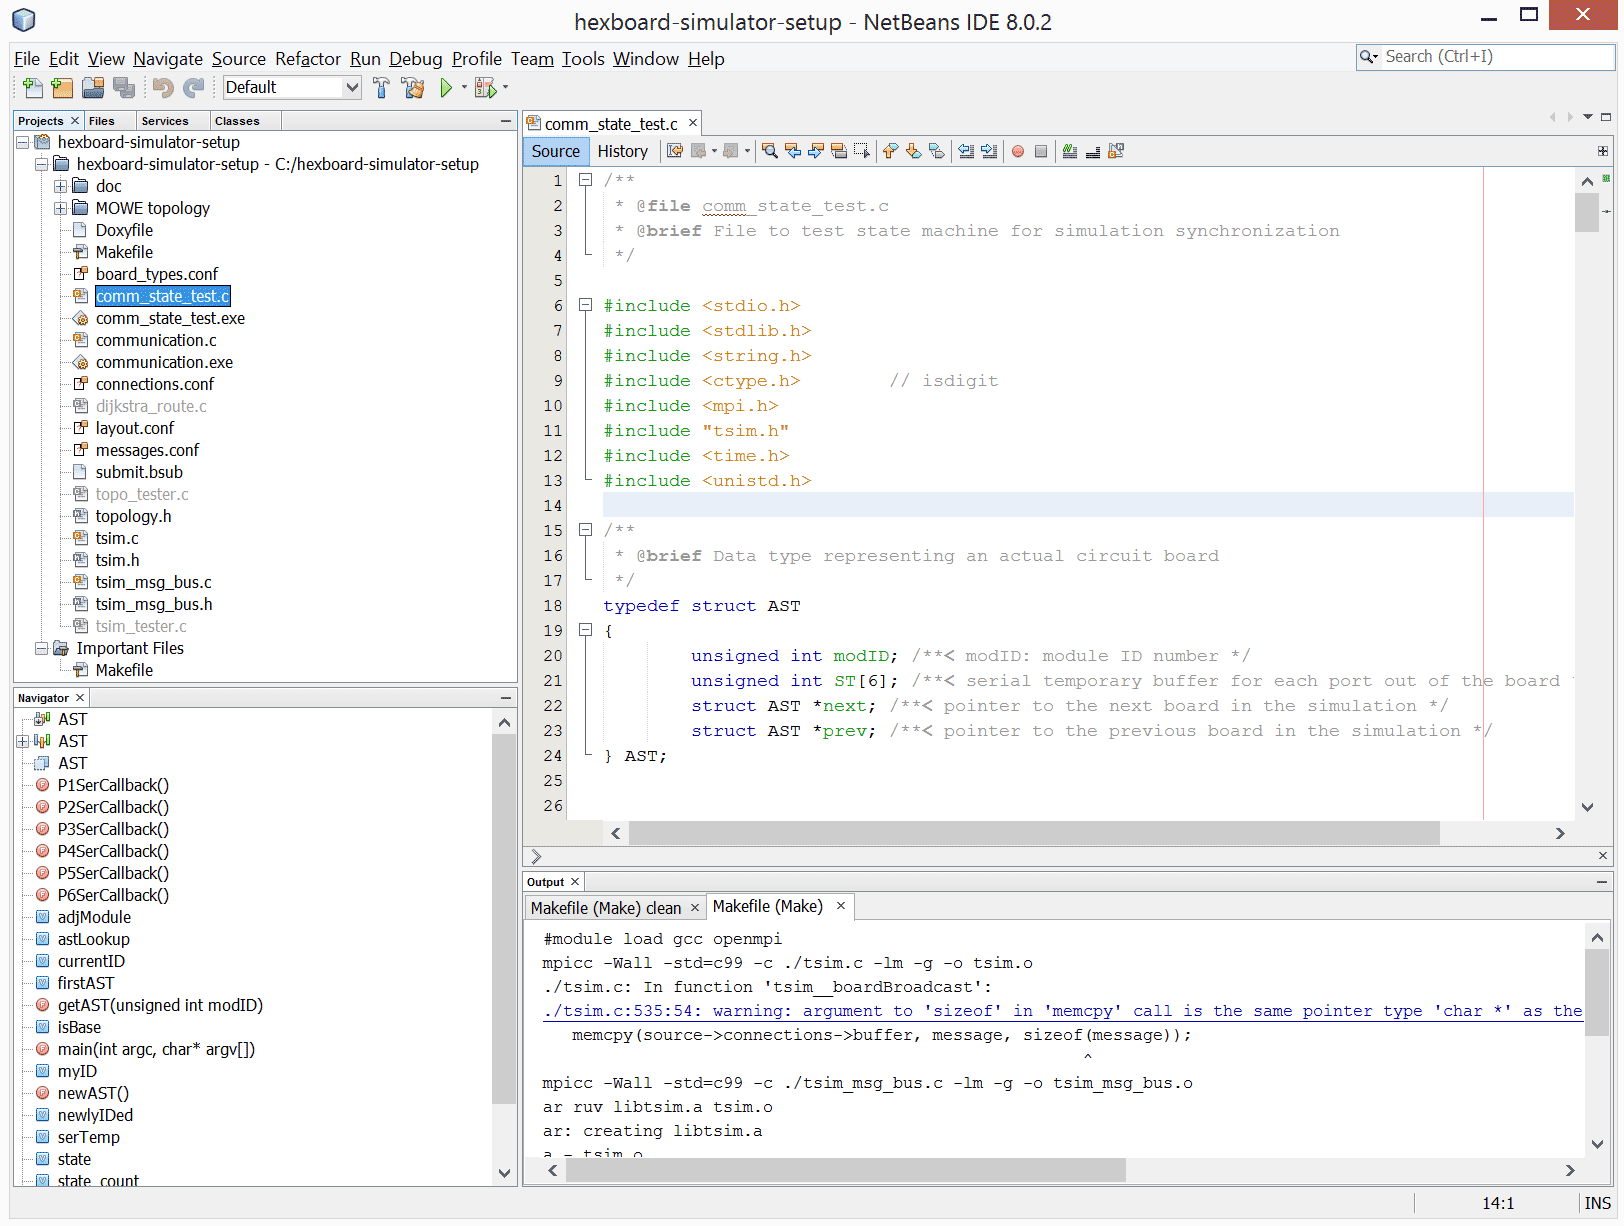 hexboard-simulator-setup - NetBeans IDE 8.0.2
File Edit View Navigate Source Refactor Run Debug Profile Team Tools Window Help
Search (Ctrl+I)
Default
Projects Files Services Classes
hexboard-simulator-setup
hexboard-simulator-setup - C:/hexboard-simulator-setup
doc
MOWE topology
Doxyfile
Makefile
board_types.conf
comm_state_test.c
comm_state_test.exe
communication.c
communication.exe
connections.conf
dijkstra_route.c
layout.conf
messages.conf
submit.bsub
topo_tester.c
topology.h
tsim.c
tsim.h
tsim_msg_bus.c
tsim_msg_bus.h
tsim_tester.c
Important Files
Makefile
Navigator
AST
AST
AST
P1SerCallback()
P2SerCallback()
P3SerCallback()
P4SerCallback()
P5SerCallback()
P6SerCallback()
adjModule
astLookup
currentID
firstAST
getAST(unsigned int modID)
isBase
main(int argc, char* argv[])
myID
newAST()
newlyIDed
serTemp
state
state_count
comm_state_test.c
Source History
1 /**
2 * @file comm_state_test.c
3 * @brief File to test state machine for simulation synchronization
4 */
5
6 #include <stdio.h>
7 #include <stdlib.h>
8 #include <string.h>
9 #include <ctype.h> // isdigit
10 #include <mpi.h>
11 #include "tsim.h"
12 #include <time.h>
13 #include <unistd.h>
14
15 /**
16 * @brief Data type representing an actual circuit board
17 */
18 typedef struct AST
19 {
20 unsigned int modID; /**< modID: module ID number */
21 unsigned int ST[6]; /**< serial temporary buffer for each port out of the board
22 struct AST *next; /**< pointer to the next board in the simulation */
23 struct AST *prev; /**< pointer to the previous board in the simulation */
24 } AST;
25
26
Output
Makefile (Make) clean Makefile (Make)
#module load gcc openmpi
mpicc -Wall -std=c99 -c ./tsim.c -lm -g -o tsim.o
./tsim.c: In function 'tsim__boardBroadcast':
./tsim.c:535:54: warning: argument to 'sizeof' in 'memcpy' call is the same pointer type 'char *' as the
memcpy(source->connections->buffer, message, sizeof(message));
^
mpicc -Wall -std=c99 -c ./tsim_msg_bus.c -lm -g -o tsim_msg_bus.o
ar ruv libtsim.a tsim.o
ar: creating libtsim.a
a - tsim.o
14:1 INS